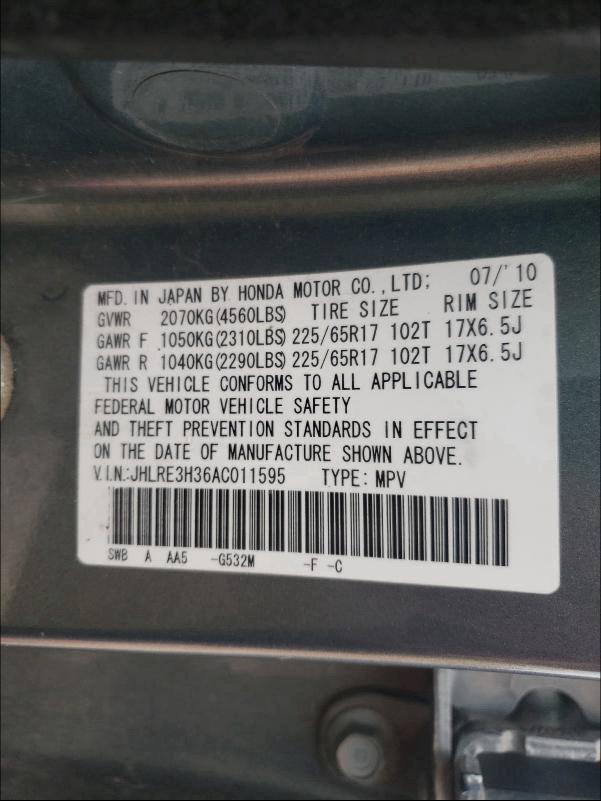 MFD. IN JAPAN BY HONDA MOTOR CO.,LTD; 07/'10
GVWR 2070KG(4560LBS) TIRE SIZE RIM SIZE
GAWR F 1050KG(2310LBS) 225/65R17 102T 17X6.5J
GAWR R 1040KG(2290LBS) 225/65R17 102T 17X6.5J
THIS VEHICLE CONFORMS TO ALL APPLICABLE
FEDERAL MOTOR VEHICLE SAFETY
AND THEFT PREVENTION STANDARDS IN EFFECT
ON THE DATE OF MANUFACTURE SHOWN ABOVE.
V.I.N:JHLRE3H36AC011595 TYPE: MPV
SWB A AA5 -G532M -F -C